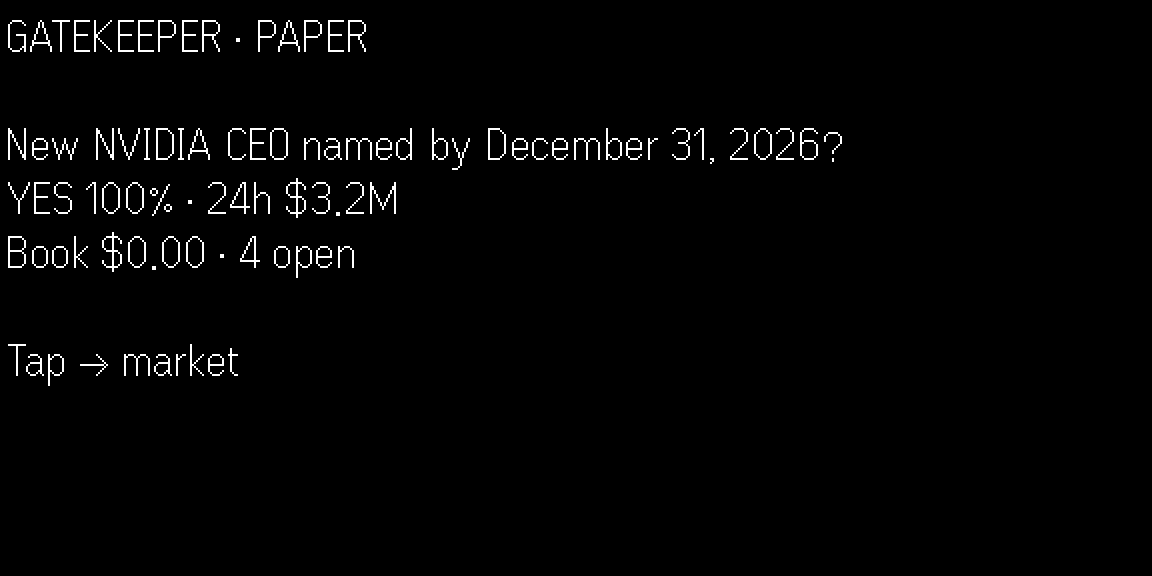 GATEKEEPER · PAPER
New NVIDIA CEO named by December 31, 2026?
YES 100% · 24h $3.2M
Book $0.00 · 4 open
Tap → market